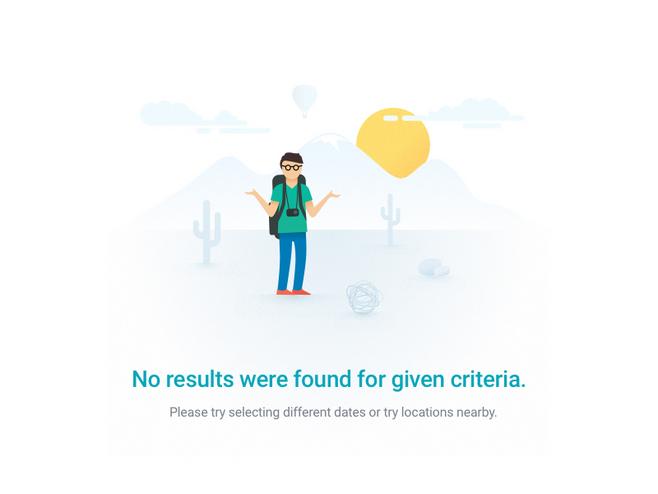 No results were found for given criteria.
Please try selecting different dates or try locations nearby.